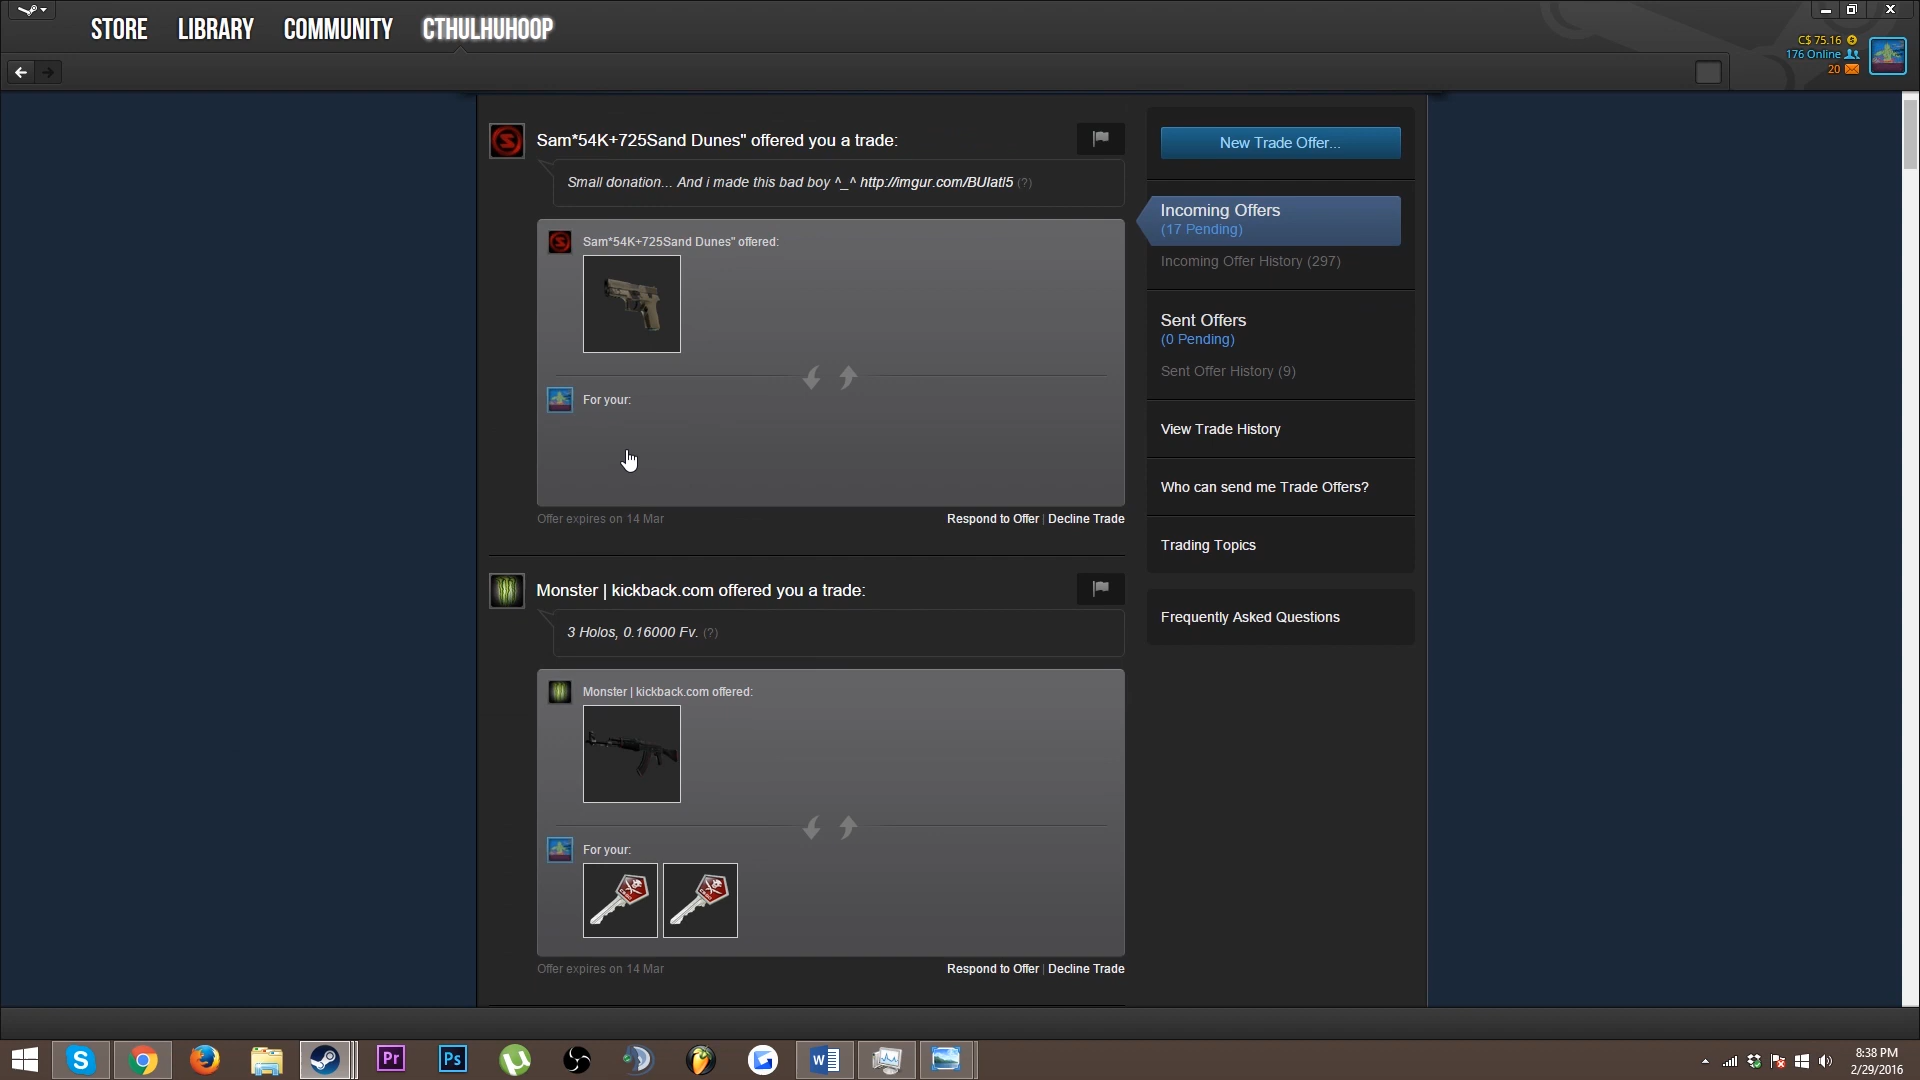 STORE LIBRARY COMMUNITY CTHULHUHOOP
C$ 75.16
176 Online
20
Sam*54K+725Sand Dunes" offered you a trade:
Small donation... And i made this bad boy ^_^ http://imgur.com/BUIatl5 (?)
Sam*54K+725Sand Dunes" offered:
For your:
Offer expires on 14 Mar
Respond to Offer | Decline Trade
Monster | kickback.com offered you a trade:
3 Holos, 0.16000 Fv. (?)
Monster | kickback.com offered:
For your:
Offer expires on 14 Mar
Respond to Offer | Decline Trade
New Trade Offer...
Incoming Offers
(17 Pending)
Incoming Offer History (297)
Sent Offers
(0 Pending)
Sent Offer History (9)
View Trade History
Who can send me Trade Offers?
Trading Topics
Frequently Asked Questions
Pr
Ps
8:38 PM
2/29/2016